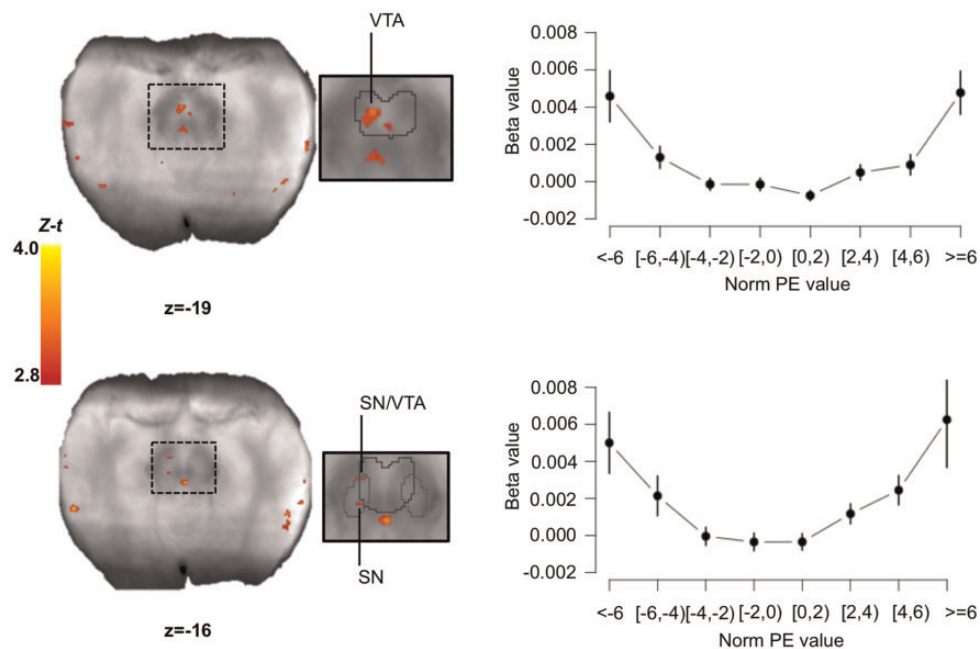 VTA
Z-t
4.0
2.8
z=-19
0.008
0.006
0.004
0.002
0.000
-0.002
Beta value
<-6 [-6,-4) [-4,-2) [-2,0) [0,2) [2,4) [4,6) >=6
Norm PE value
SN/VTA
SN
z=-16
0.008
0.006
0.004
0.002
0.000
-0.002
Beta value
<-6 [-6,-4) [-4,-2) [-2,0) [0,2) [2,4) [4,6) >=6
Norm PE value